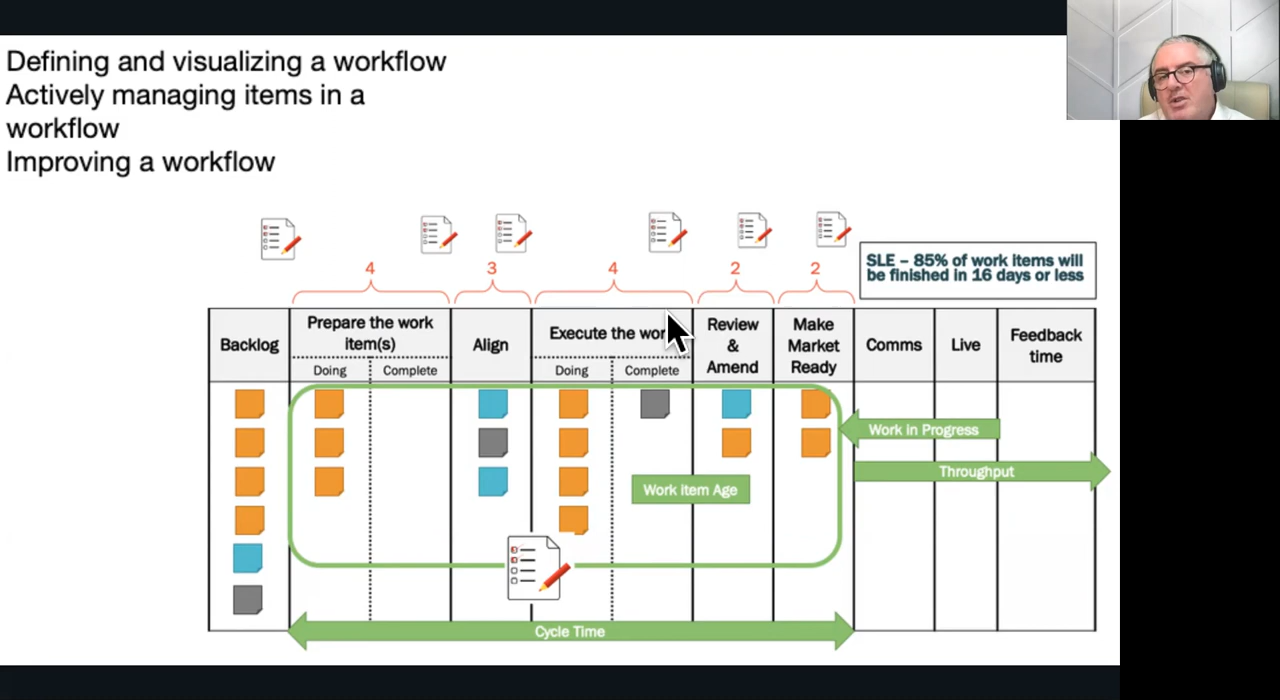 Defining and visualizing a workflow
Actively managing items in a
workflow
Improving a workflow
4
3
4
2
2
SLE – 85% of work items will
be finished in 16 days or less
Backlog
Prepare the work
item(s)
Doing
Complete
Align
Execute the wor
Doing
Complete
Review
&
Amend
Make
Market
Ready
Comms
Live
Feedback
time
Work in Progress
Throughput
Work item Age
Cycle Time